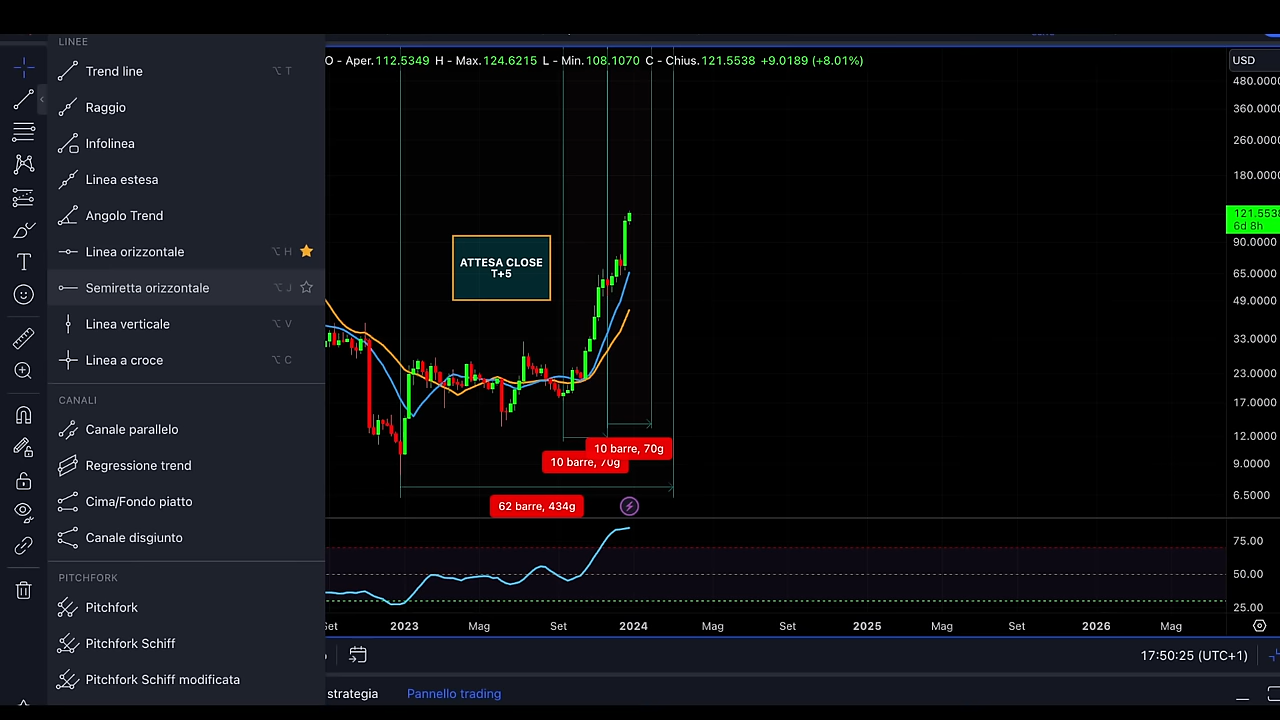 LINEE
Trend line ⌥ T
Raggio
Infolinea
Linea estesa
Angolo Trend
Linea orizzontale ⌥ H
Semiretta orizzontale ⌥ J
Linea verticale ⌥ V
Linea a croce ⌥ C
CANALI
Canale parallelo
Regressione trend
Cima/Fondo piatto
Canale disgiunto
PITCHFORK
Pitchfork
Pitchfork Schiff
Pitchfork Schiff modificata
O - Aper.112.5349 H - Max.124.6215 L - Min.108.1070 C - Chius.121.5538 +9.0189 (+8.01%)
ATTESA CLOSE
T+5
10 barre, 70g
10 barre, 70g
62 barre, 434g
USD
480.0000
360.0000
260.0000
180.0000
121.5538
6d 8h
90.0000
65.0000
49.0000
33.0000
23.0000
17.0000
12.0000
9.0000
6.5000
75.00
50.00
25.00
Set 2023 Mag Set 2024 Mag Set 2025 Mag Set 2026 Mag
17:50:25 (UTC+1)
strategia Pannello trading